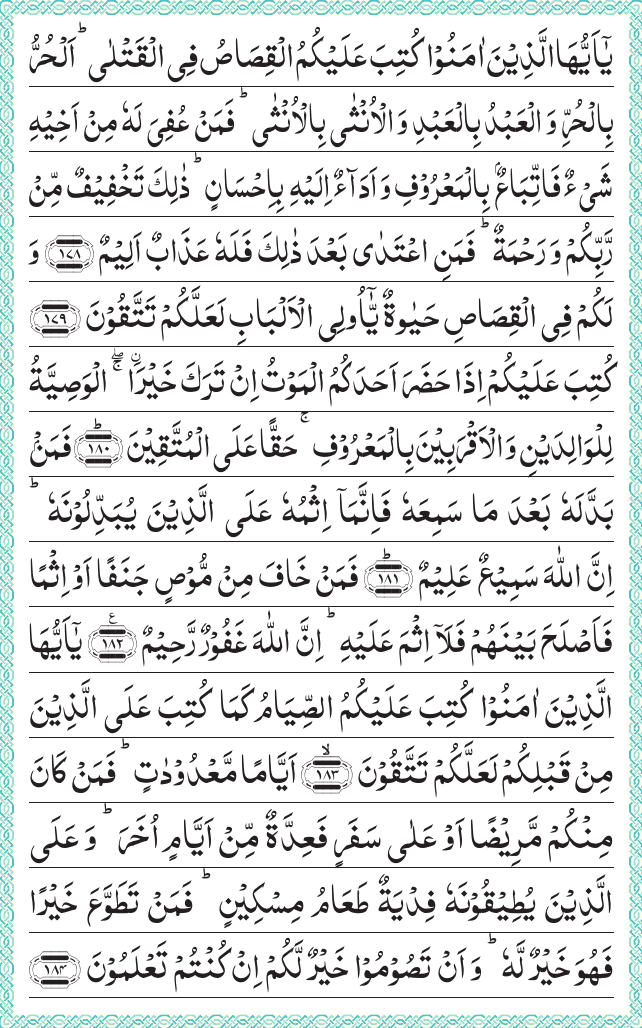 يٰۤاَيُّهَا الَّذِيْنَ اٰمَنُوْا كُتِبَ عَلَيْكُمُ الْقِصَاصُ فِى الْقَتْلٰى ؕ اَلْحُرُّ
بِالْحُرِّ وَ الْعَبْدُ بِالْعَبْدِ وَ الْاُنْثٰى بِالْاُنْثٰى ؕ فَمَنْ عُفِىَ لَهٗ مِنْ اَخِيْهِ
شَىْءٌ فَاتِّبَاعٌۢ بِالْمَعْرُوْفِ وَ اَدَآءٌ اِلَيْهِ بِاِحْسَانٍ ؕ ذٰلِكَ تَخْفِيْفٌ مِّنْ
رَّبِّكُمْ وَ رَحْمَةٌ ؕ فَمَنِ اعْتَدٰى بَعْدَ ذٰلِكَ فَلَهٗ عَذَابٌ اَلِيْمٌ ﴿۱۷۸﴾ وَ
لَكُمْ فِى الْقِصَاصِ حَيٰوةٌ يّٰۤاُولِى الْاَلْبَابِ لَعَلَّكُمْ تَتَّقُوْنَ ﴿۱۷۹﴾
كُتِبَ عَلَيْكُمْ اِذَا حَضَرَ اَحَدَكُمُ الْمَوْتُ اِنْ تَرَكَ خَيْرَا ۖۚ اۨلْوَصِيَّةُ
لِلْوَالِدَيْنِ وَ الْاَقْرَبِيْنَ بِالْمَعْرُوْفِ ۚ حَقًّا عَلَى الْمُتَّقِيْنَ ؕ﴿۱۸۰﴾ فَمَنْۢ
بَدَّلَهٗ بَعْدَ مَا سَمِعَهٗ فَاِنَّمَاۤ اِثْمُهٗ عَلَى الَّذِيْنَ يُبَدِّلُوْنَهٗ ؕ
اِنَّ اللّٰهَ سَمِيْعٌ عَلِيْمٌ ؕ﴿۱۸۱﴾ فَمَنْ خَافَ مِنْ مُّوْصٍ جَنَفًا اَوْ اِثْمًا
فَاَصْلَحَ بَيْنَهُمْ فَلَاۤ اِثْمَ عَلَيْهِ ؕ اِنَّ اللّٰهَ غَفُوْرٌ رَّحِيْمٌ ﴿۱۸۲﴾ ع يٰۤاَيُّهَا
الَّذِيْنَ اٰمَنُوْا كُتِبَ عَلَيْكُمُ الصِّيَامُ كَمَا كُتِبَ عَلَى الَّذِيْنَ
مِنْ قَبْلِكُمْ لَعَلَّكُمْ تَتَّقُوْنَ ۙ﴿۱۸۳﴾ اَيَّامًا مَّعْدُوْدٰتٍ ؕ فَمَنْ كَانَ
مِنْكُمْ مَّرِيْضًا اَوْ عَلٰى سَفَرٍ فَعِدَّةٌ مِّنْ اَيَّامٍ اُخَرَ ؕ وَ عَلَى
الَّذِيْنَ يُطِيْقُوْنَهٗ فِدْيَةٌ طَعَامُ مِسْكِيْنٍ ؕ فَمَنْ تَطَوَّعَ خَيْرًا
فَهُوَ خَيْرٌ لَّهٗ ؕ وَ اَنْ تَصُوْمُوْا خَيْرٌ لَّكُمْ اِنْ كُنْتُمْ تَعْلَمُوْنَ ﴿۱۸۴﴾